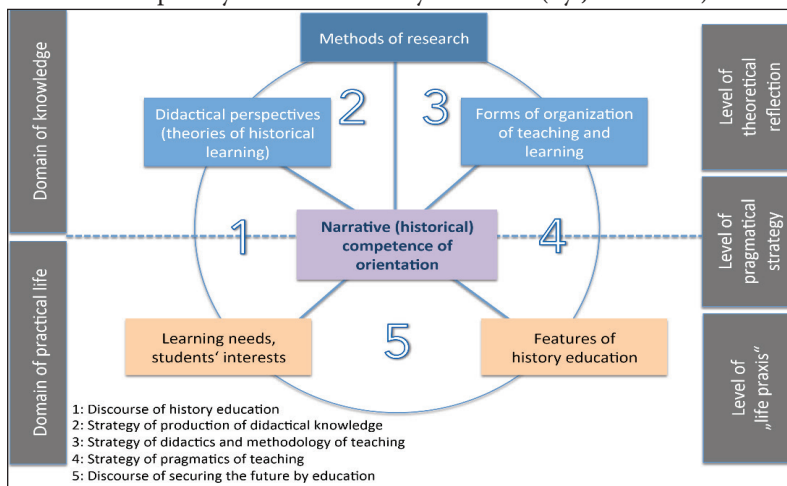 Methods of research
2
3
Didactical perspectives
(theories of historical
learning)
Forms of organization
of teaching and
learning
Domain of knowledge
Level of
theoretical
reflection
1
Narrative (historical)
competence of
orientation
4
Level of
pragmatical
strategy
Domain of practical life
Learning needs,
students‘ interests
5
Features of
history education
Level of
„life praxis“
1: Discourse of history education
2: Strategy of production of didactical knowledge
3: Strategy of didactics and methodology of teaching
4: Strategy of pragmatics of teaching
5: Discourse of securing the future by education